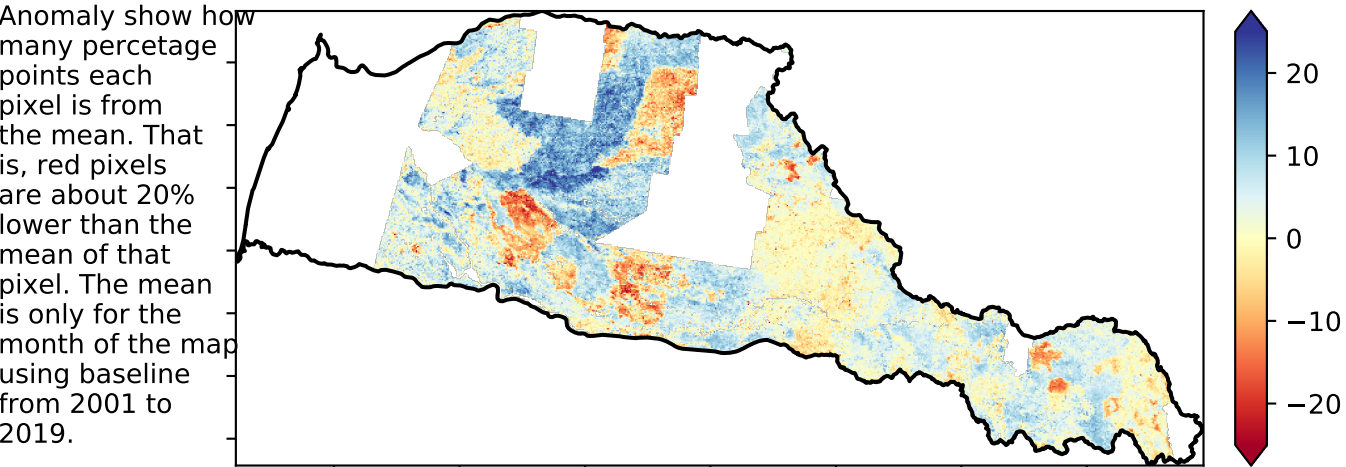 Anomaly show how
many percetage
points each
pixel is from
the mean. That
is, red pixels
are about 20%
lower than the
mean of that
pixel. The mean
is only for the
month of the map
using baseline
from 2001 to
2019.
20
10
0
−10
−20